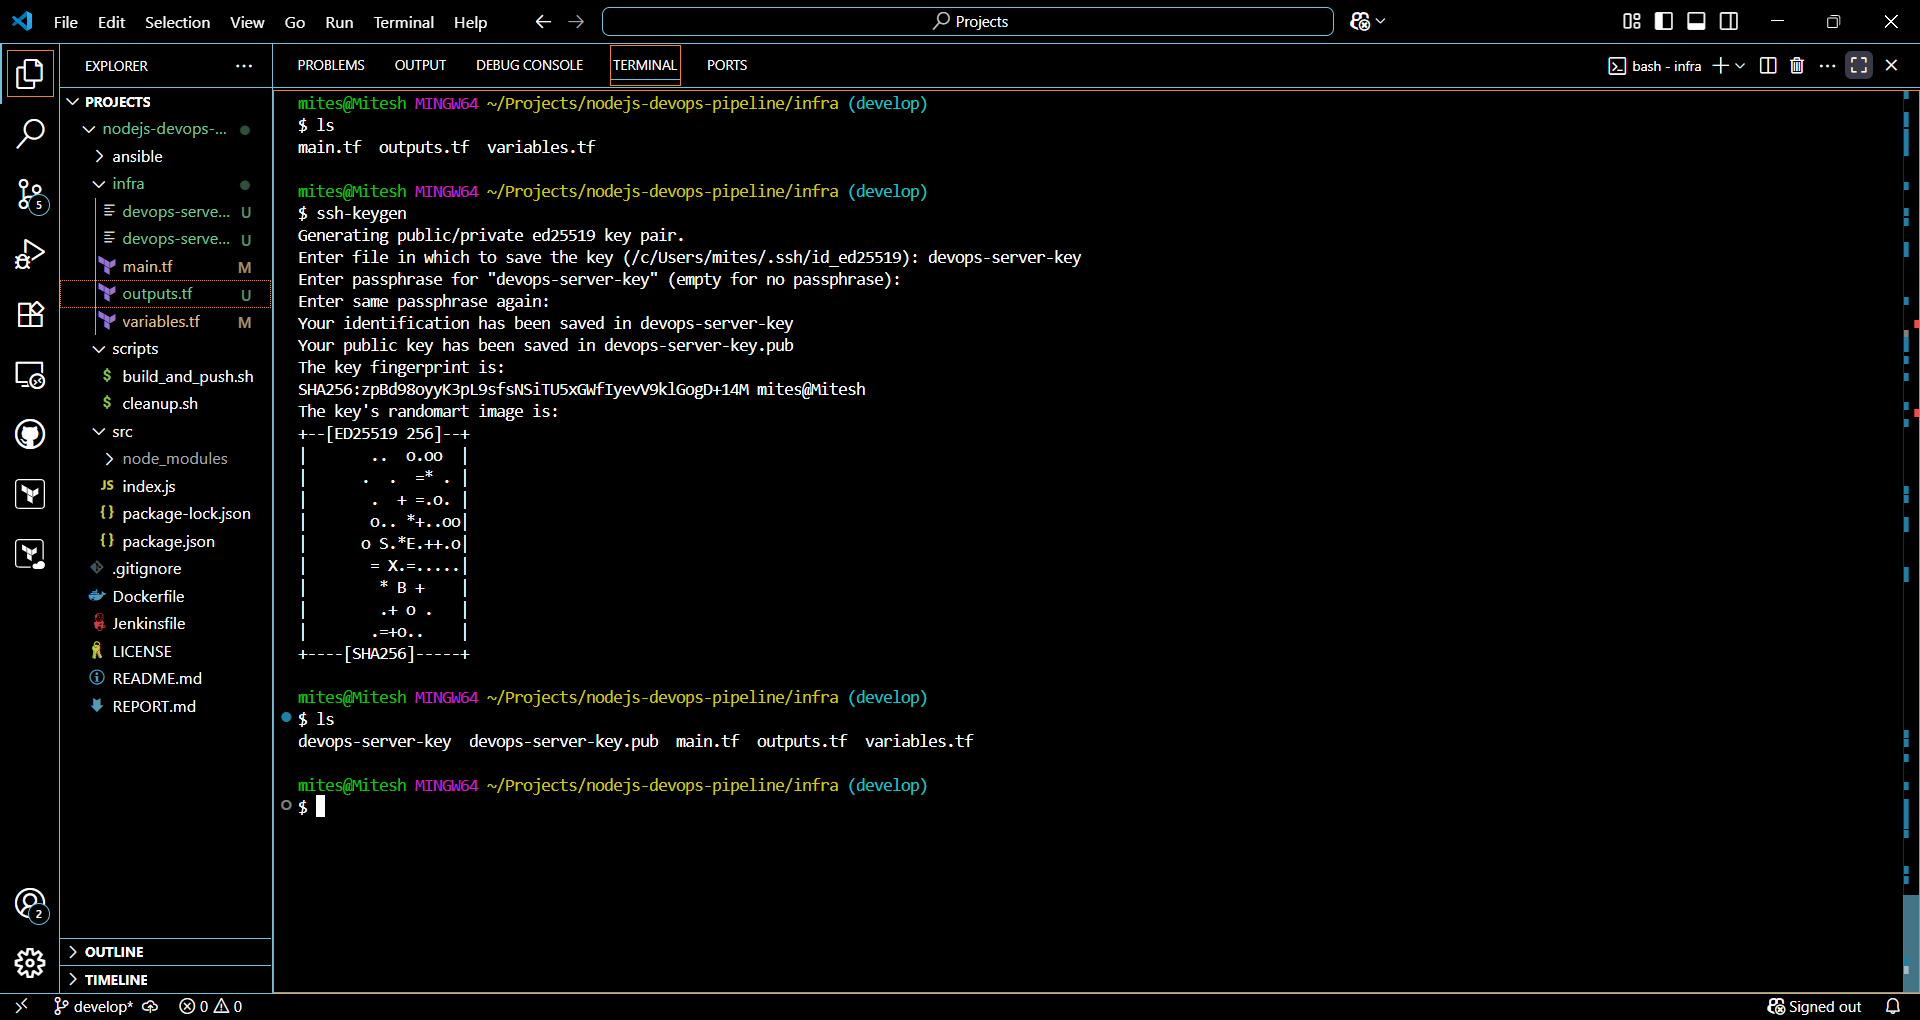 File Edit Selection View Go Run Terminal Help
Projects
EXPLORER
PROJECTS
nodejs-devops-...
ansible
infra
devops-serve... U
devops-serve... U
main.tf M
outputs.tf U
variables.tf M
scripts
$ build_and_push.sh
$ cleanup.sh
src
node_modules
JS index.js
{} package-lock.json
{} package.json
.gitignore
Dockerfile
Jenkinsfile
LICENSE
README.md
REPORT.md
OUTLINE
TIMELINE
5
2
PROBLEMS OUTPUT DEBUG CONSOLE TERMINAL PORTS
bash - infra
mites@Mitesh MINGW64 ~/Projects/nodejs-devops-pipeline/infra (develop)
$ ls
main.tf  outputs.tf  variables.tf
mites@Mitesh MINGW64 ~/Projects/nodejs-devops-pipeline/infra (develop)
$ ssh-keygen
Generating public/private ed25519 key pair.
Enter file in which to save the key (/c/Users/mites/.ssh/id_ed25519): devops-server-key
Enter passphrase for "devops-server-key" (empty for no passphrase):
Enter same passphrase again:
Your identification has been saved in devops-server-key
Your public key has been saved in devops-server-key.pub
The key fingerprint is:
SHA256:zpBd98oyyK3pL9sfsNSiTU5xGWfIyevV9klGogD+14M mites@Mitesh
The key's randomart image is:
+--[ED25519 256]--+
|       ..  o.oo  |
|      .  .  =* . |
|       .  + =.o. |
|       o.. *+..oo|
|      o S.*E.++.o|
|       = X.=.....|
|        * B +    |
|        .+ o .   |
|       .=+o..    |
+----[SHA256]-----+
mites@Mitesh MINGW64 ~/Projects/nodejs-devops-pipeline/infra (develop)
$ ls
devops-server-key  devops-server-key.pub  main.tf  outputs.tf  variables.tf
mites@Mitesh MINGW64 ~/Projects/nodejs-devops-pipeline/infra (develop)
$
develop* 0 0
Signed out